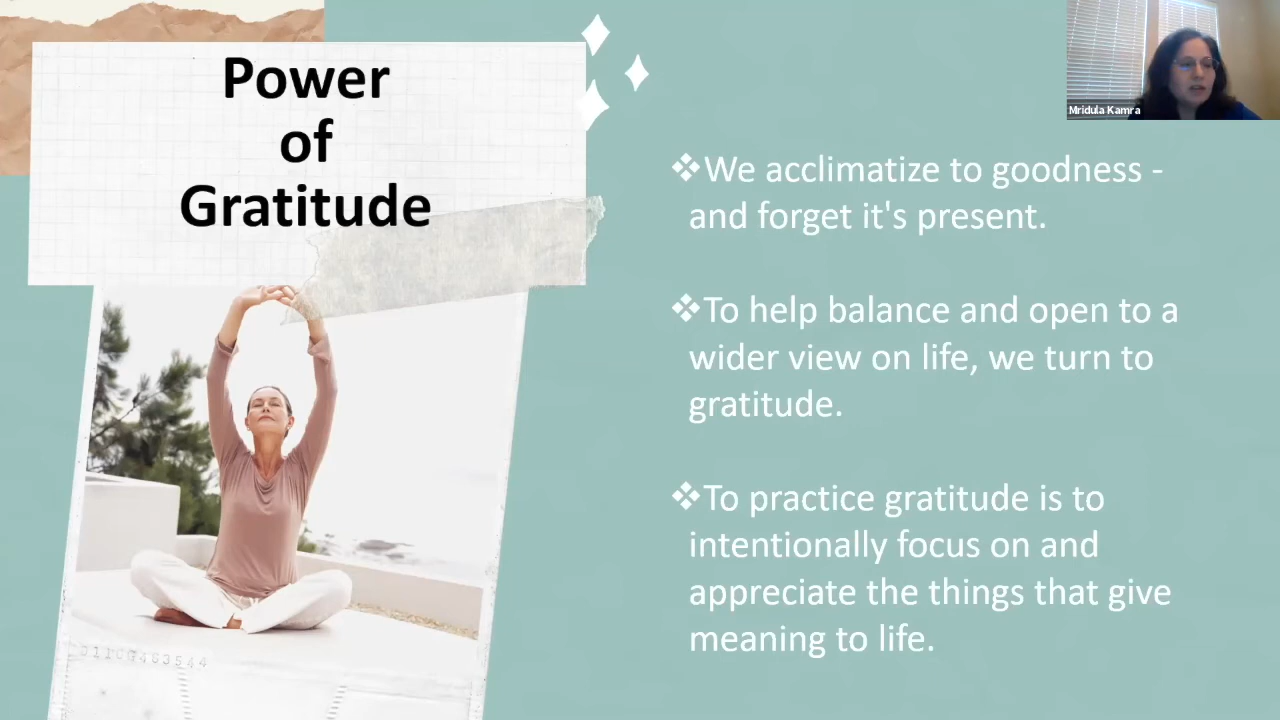 Power
of
Gratitude
Mridula Kamra
❖We acclimatize to goodness -
and forget it's present.
❖To help balance and open to a
wider view on life, we turn to
gratitude.
❖To practice gratitude is to
intentionally focus on and
appreciate the things that give
meaning to life.